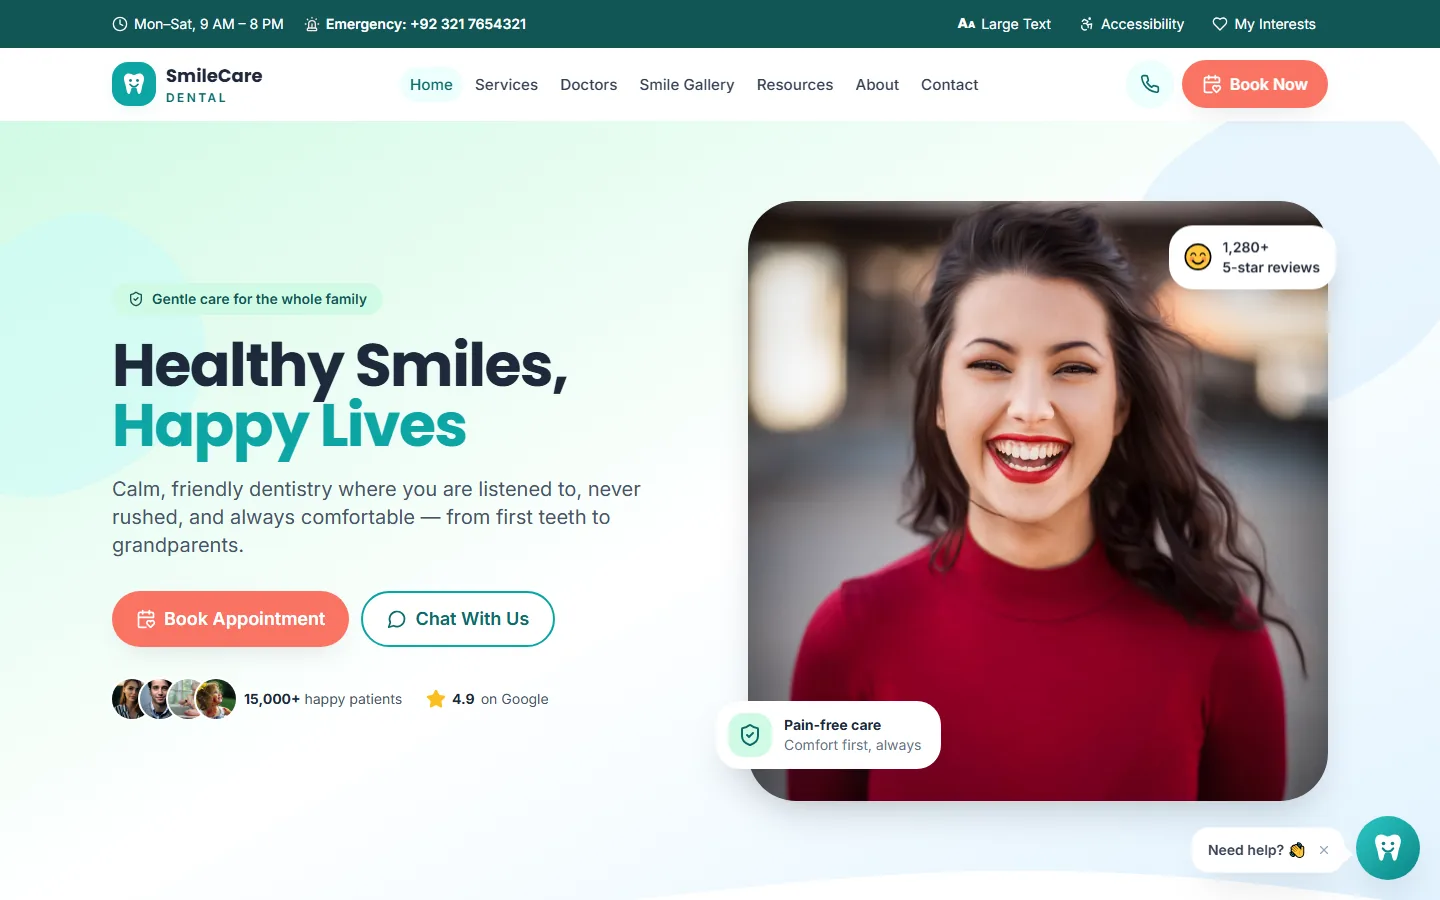 Mon–Sat, 9 AM – 8 PM
Emergency: +92 321 7654321
Large Text
Accessibility
My Interests
SmileCare
DENTAL
Home
Services
Doctors
Smile Gallery
Resources
About
Contact
Book Now
1,280+
5-star reviews
Gentle care for the whole family
Healthy Smiles,
Happy Lives
Calm, friendly dentistry where you are listened to, never
rushed, and always comfortable — from first teeth to
grandparents.
Book Appointment
Chat With Us
15,000+ happy patients
4.9 on Google
Pain-free care
Comfort first, always
Need help? 👏